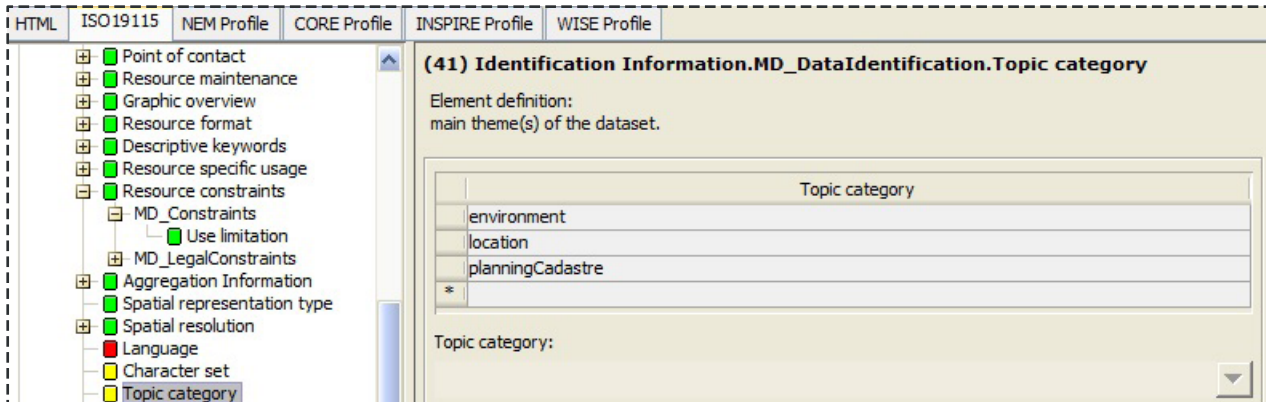 HTML ISO19115 NEM Profile CORE Profile INSPIRE Profile WISE Profile
Point of contact
Resource maintenance
Graphic overview
Resource format
Descriptive keywords
Resource specific usage
Resource constraints
MD_Constraints
Use limitation
MD_LegalConstraints
Aggregation Information
Spatial representation type
Spatial resolution
Language
Character set
Topic category
(41) Identification Information.MD_DataIdentification.Topic category
Element definition:
main theme(s) of the dataset.
Topic category
environment
location
planningCadastre
*
Topic category: